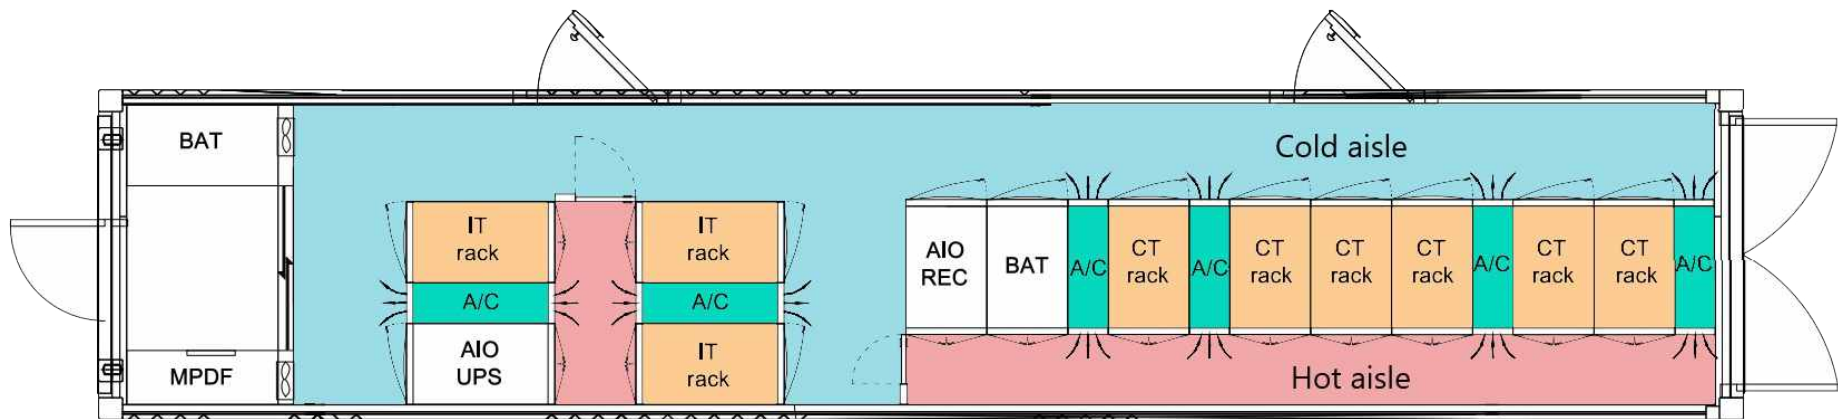 BAT
MPDF
IT
rack
A/C
AIO
UPS
IT
rack
A/C
IT
rack
Cold aisle
AIO
REC
BAT
A/C
CT
rack
A/C
CT
rack
CT
rack
CT
rack
A/C
CT
rack
CT
rack
A/C
Hot aisle